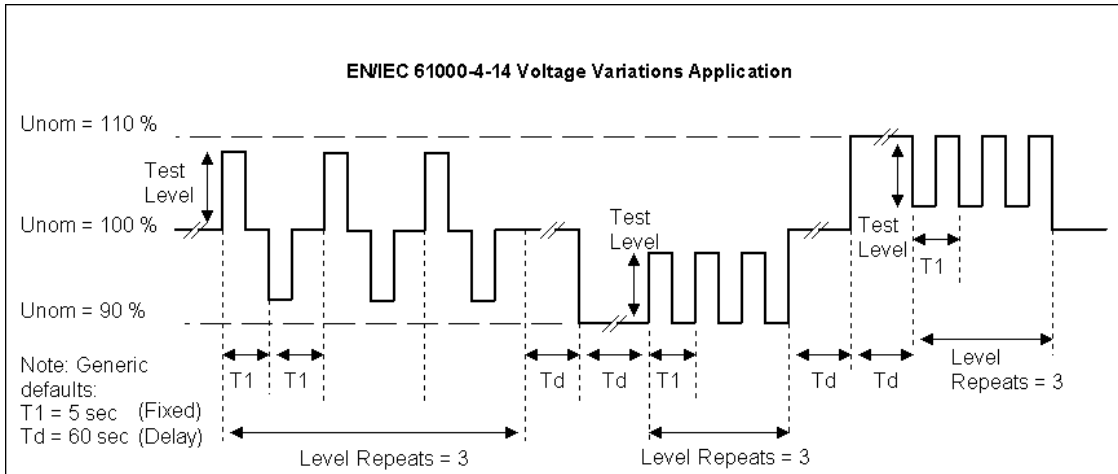 EN/IEC 61000-4-14 Voltage Variations Application
Unom = 110 %
Test
Level
Unom = 100 %
Unom = 90 %
Test
Level
Test
Level
T1
T1
T1
Td
Td
T1
Td
Td
Level
Repeats = 3
Note: Generic
defaults:
T1 = 5 sec (Fixed)
Td = 60 sec (Delay)
Level Repeats = 3
Level Repeats = 3